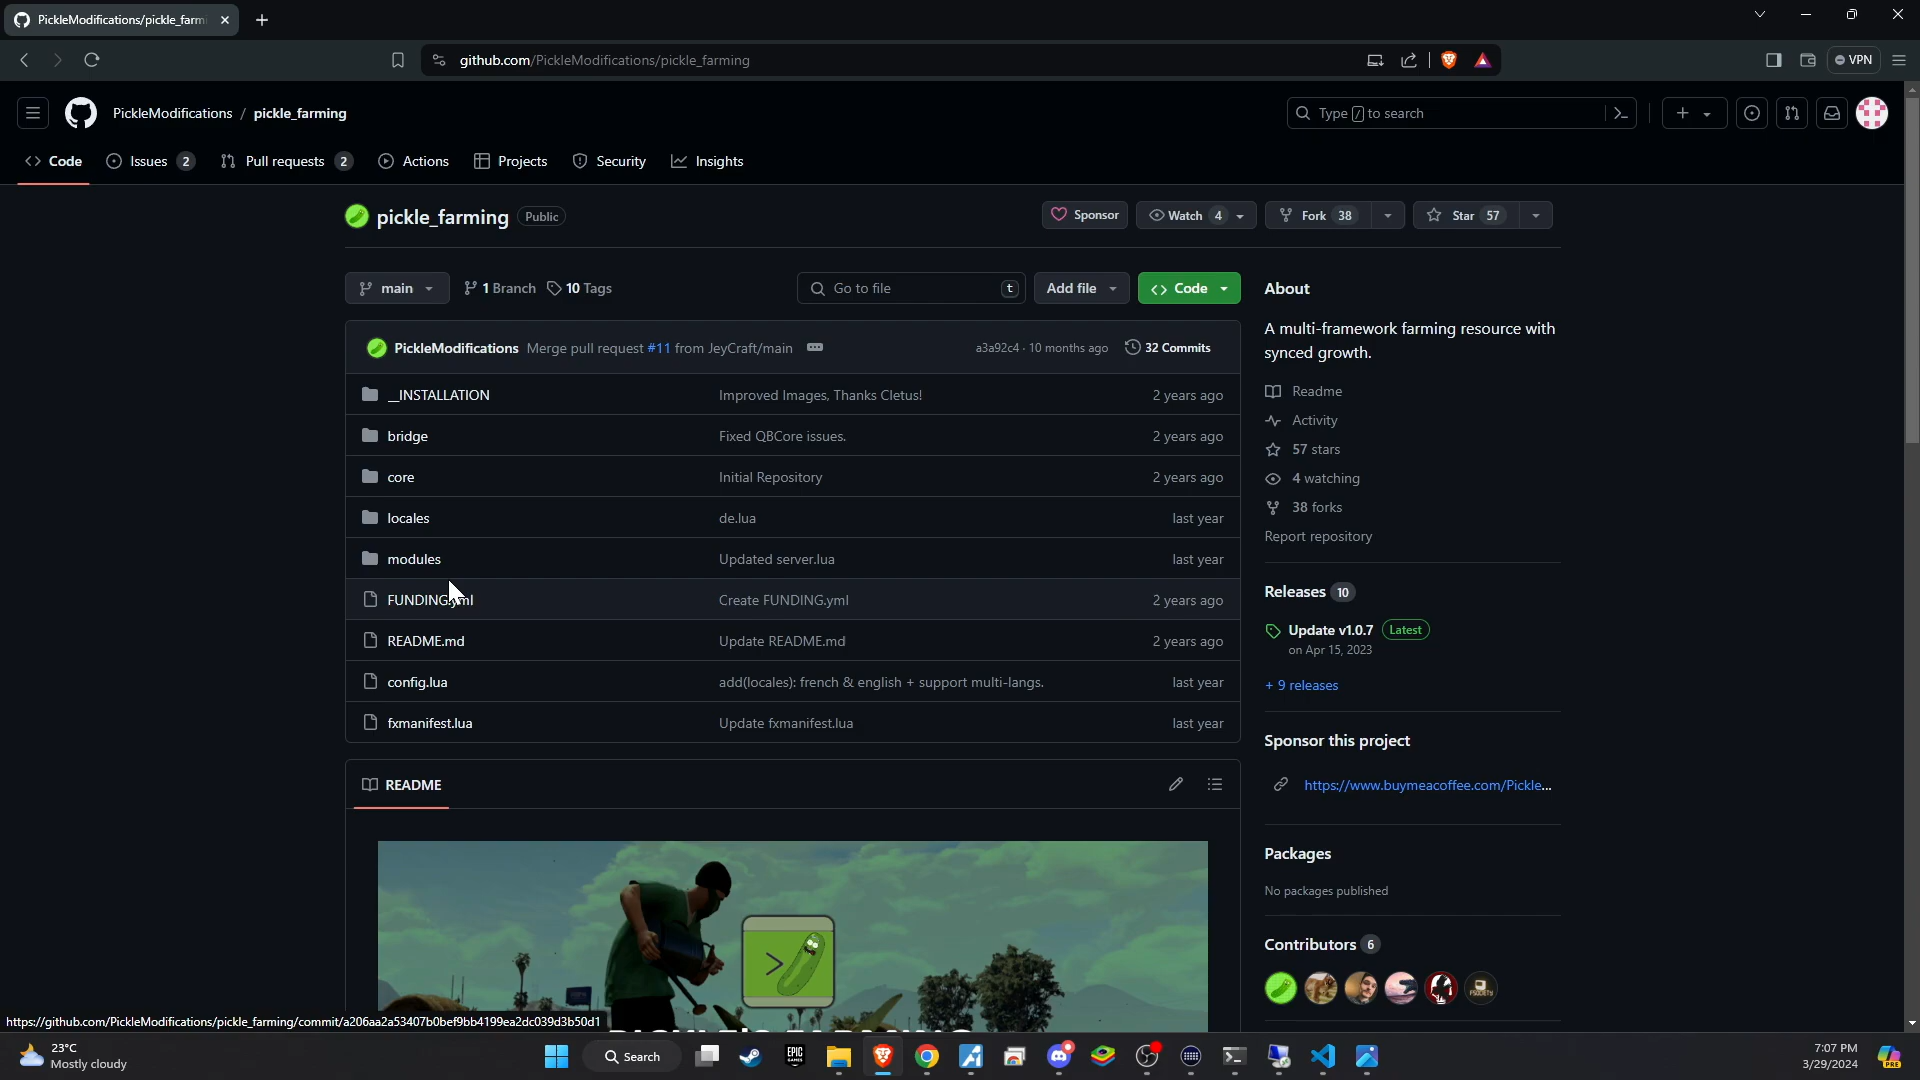 PickleModifications/pickle_farmi
github.com/PickleModifications/pickle_farming
VPN
PickleModifications / pickle_farming
Type / to search
Code
Issues 2
Pull requests 2
Actions
Projects
Security
Insights
pickle_farming Public
Sponsor
Watch 4
Fork 38
Star 57
main
1 Branch
10 Tags
Go to file t
Add file
Code
PickleModifications Merge pull request #11 from JeyCraft/main
a3a92c4 · 10 months ago
32 Commits
__INSTALLATION Improved Images, Thanks Cletus! 2 years ago
bridge Fixed QBCore issues. 2 years ago
core Initial Repository 2 years ago
locales de.lua last year
modules Updated server.lua last year
FUNDING.yml Create FUNDING.yml 2 years ago
README.md Update README.md 2 years ago
config.lua add(locales): french & english + support multi-langs. last year
fxmanifest.lua Update fxmanifest.lua last year
README
About
A multi-framework farming resource with
synced growth.
Readme
Activity
57 stars
4 watching
38 forks
Report repository
Releases 10
Update v1.0.7 Latest
on Apr 15, 2023
+ 9 releases
Sponsor this project
https://www.buymeacoffee.com/Pickle...
Packages
No packages published
Contributors 6
https://github.com/PickleModifications/pickle_farming/commit/a206aa2a53407b0bef9bb4199ea2dc039d3b50d1
23°C
Mostly cloudy
Search
EPIC
GAMES
PRE
7:07 PM
3/29/2024